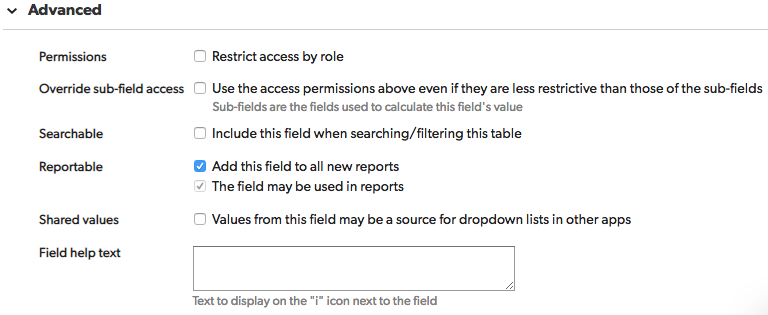 Advanced
Permissions Restrict access by role
Override sub-field access Use the access permissions above even if they are less restrictive than those of the sub-fields
Sub-fields are the fields used to calculate this field's value
Searchable Include this field when searching/filtering this table
Reportable Add this field to all new reports
The field may be used in reports
Shared values Values from this field may be a source for dropdown lists in other apps
Field help text
Text to display on the "i" icon next to the field